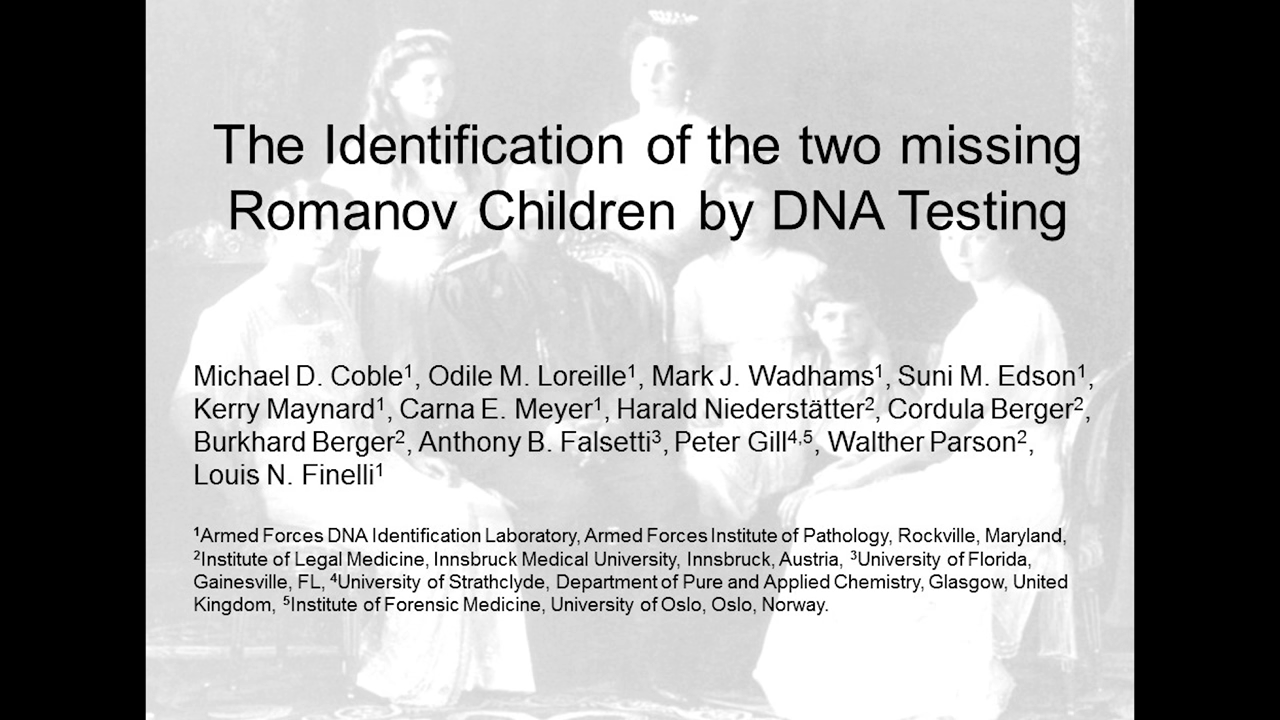 The Identification of the two missing
Romanov Children by DNA Testing
Michael D. Coble¹, Odile M. Loreille¹, Mark J. Wadhams¹, Suni M. Edson¹,
Kerry Maynard¹, Carna E. Meyer¹, Harald Niederstätter², Cordula Berger²,
Burkhard Berger², Anthony B. Falsetti³, Peter Gill⁴,⁵, Walther Parson²,
Louis N. Finelli¹
¹Armed Forces DNA Identification Laboratory, Armed Forces Institute of Pathology, Rockville, Maryland,
²Institute of Legal Medicine, Innsbruck Medical University, Innsbruck, Austria, ³University of Florida,
Gainesville, FL, ⁴University of Strathclyde, Department of Pure and Applied Chemistry, Glasgow, United
Kingdom, ⁵Institute of Forensic Medicine, University of Oslo, Oslo, Norway.